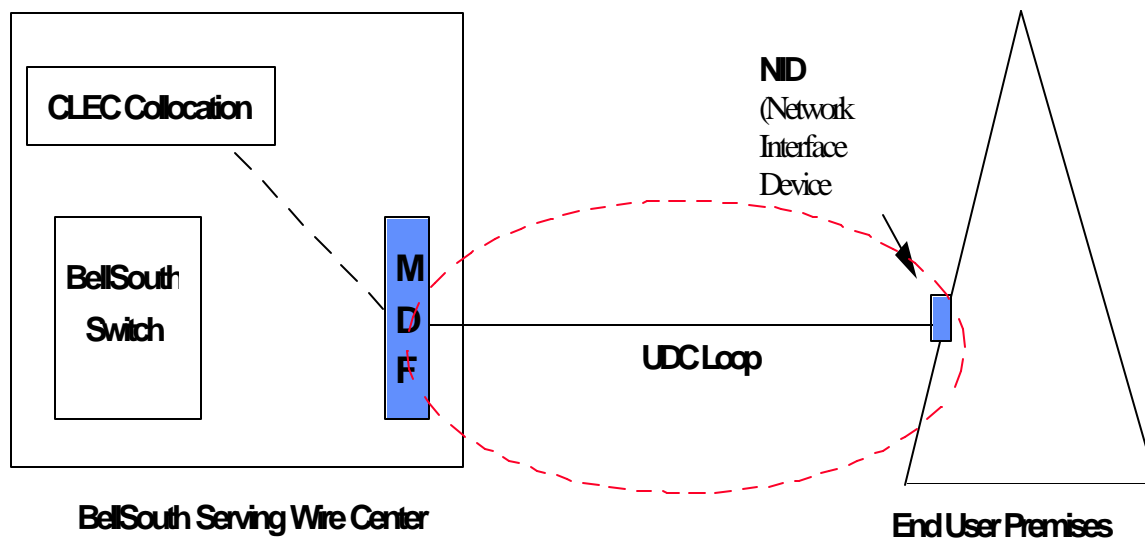 CLEC Collocation
BellSouth
Switch
M
D
F
NID
(Network
Interface
Device
UDC Loop
BellSouth Serving Wire Center
End User Premises